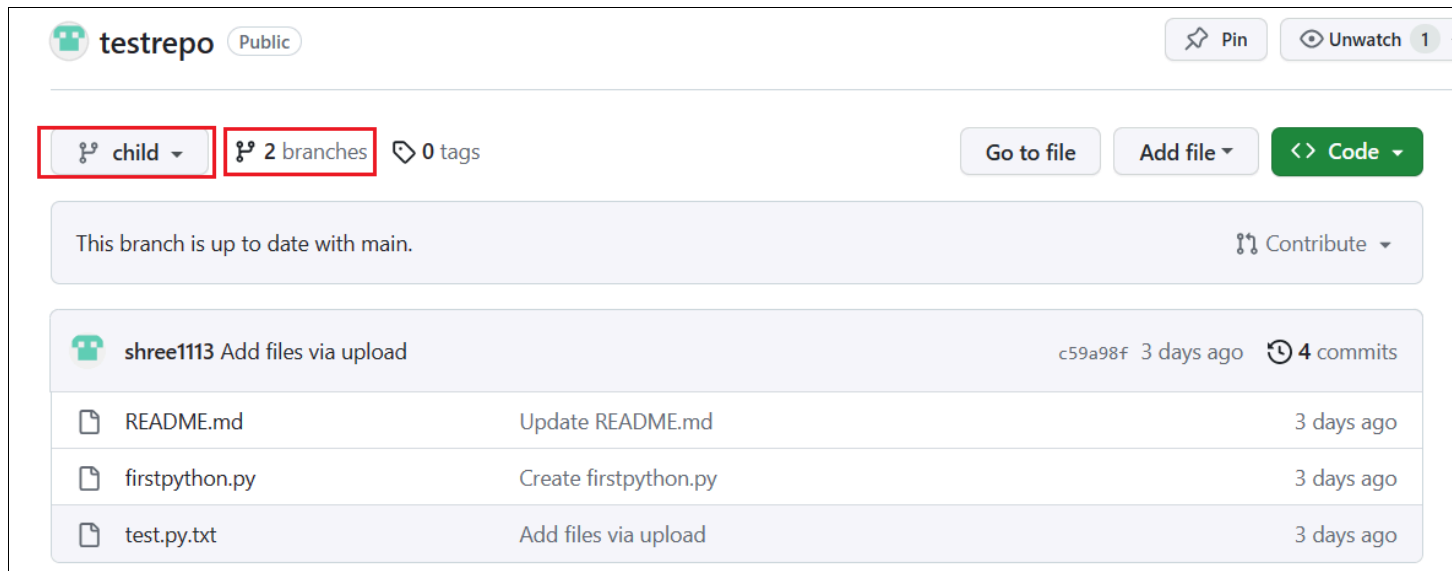 testrepo Public Pin Unwatch 1
child 2 branches 0 tags Go to file Add file <> Code
This branch is up to date with main. Contribute
shree1113 Add files via upload c59a98f 3 days ago 4 commits
README.md Update README.md 3 days ago
firstpython.py Create firstpython.py 3 days ago
test.py.txt Add files via upload 3 days ago